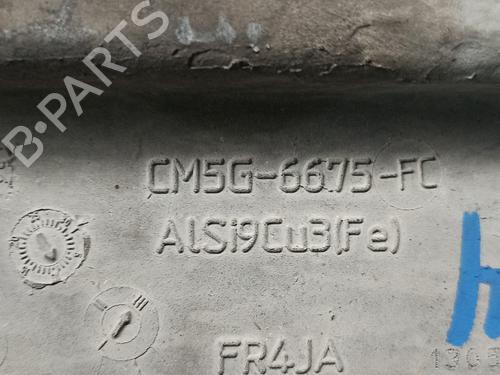 B-PARTS
CM5G-6675-FC
AlSi9Cu3(Fe)
FR4JA